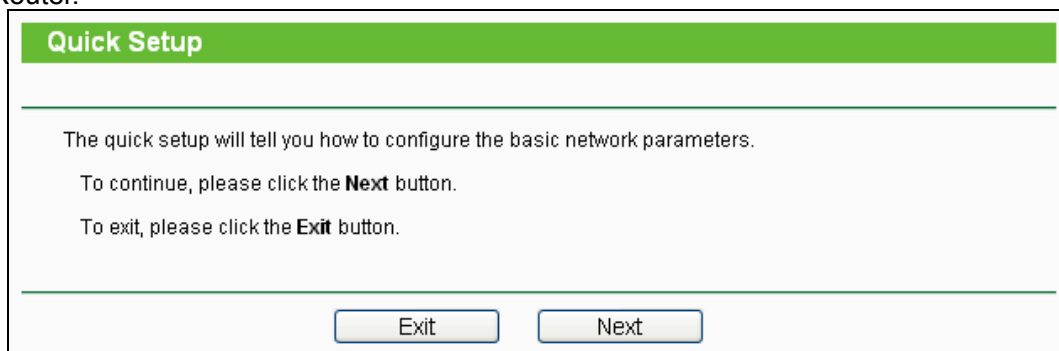 Router.
Quick Setup
The quick setup will tell you how to configure the basic network parameters.
To continue, please click the Next button.
To exit, please click the Exit button.
Exit Next